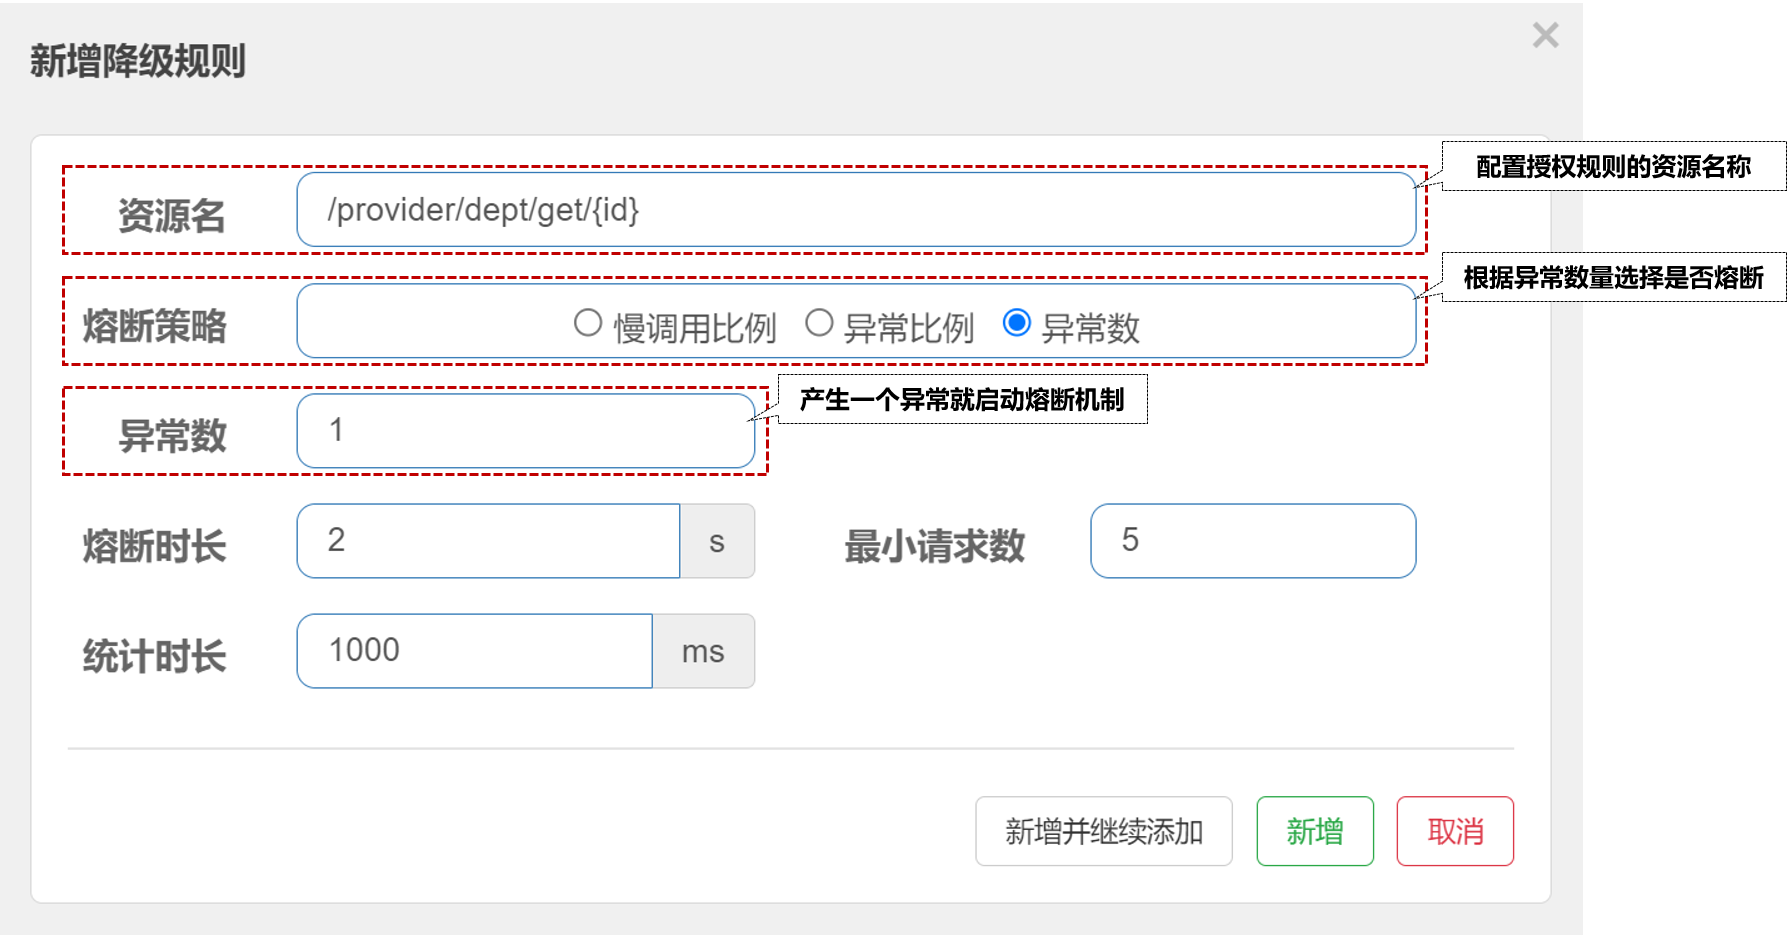 新增降级规则
×
配置授权规则的资源名称
资源名
/provider/dept/get/{id}
根据异常数量选择是否熔断
熔断策略
慢调用比例 异常比例 异常数
产生一个异常就启动熔断机制
异常数
1
熔断时长
2
s
最小请求数
5
统计时长
1000
ms
新增并继续添加
新增
取消